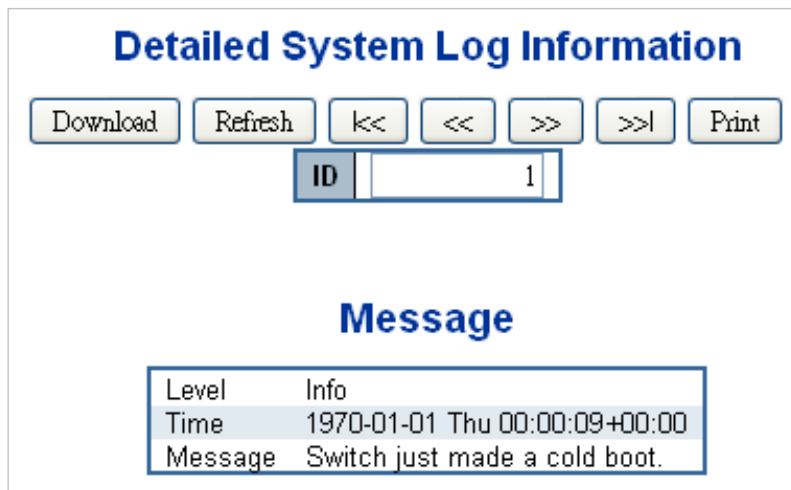 Detailed System Log Information
Download Refresh |<< << >> >>| Print
ID 1
Message
Level Info
Time 1970-01-01 Thu 00:00:09+00:00
Message Switch just made a cold boot.